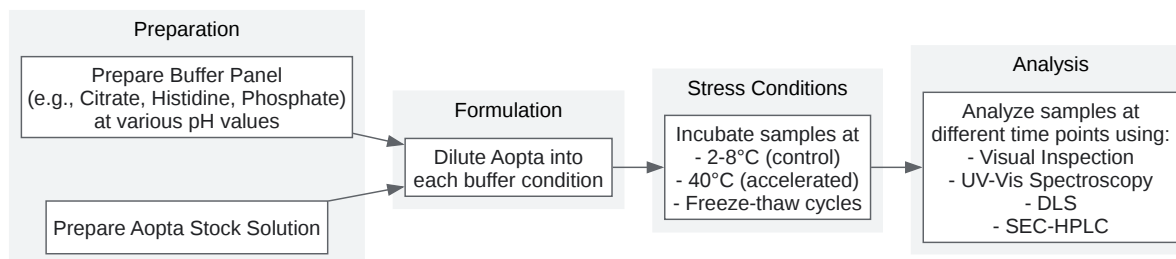 Preparation
Prepare Buffer Panel
(e.g., Citrate, Histidine, Phosphate)
at various pH values
Prepare Aopta Stock Solution
Formulation
Dilute Aopta into
each buffer condition
Stress Conditions
Incubate samples at
- 2-8°C (control)
- 40°C (accelerated)
- Freeze-thaw cycles
Analysis
Analyze samples at
different time points using:
- Visual Inspection
- UV-Vis Spectroscopy
- DLS
- SEC-HPLC